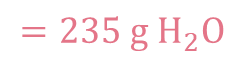 = 235 g H₂O